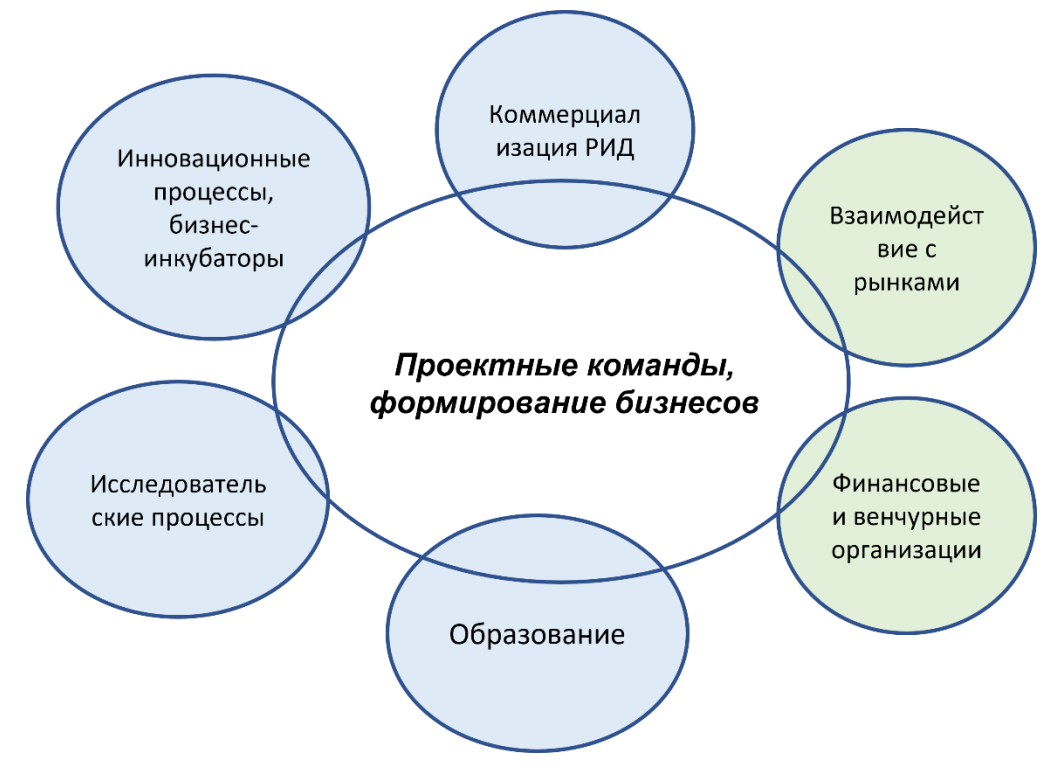 Коммерциал
изация РИД
Инновационные
процессы,
бизнес-
инкубаторы
Взаимодейст
вие с
рынками
Проектные команды,
формирование бизнесов
Исследователь
ские процессы
Финансовые
и венчурные
организации
Образование